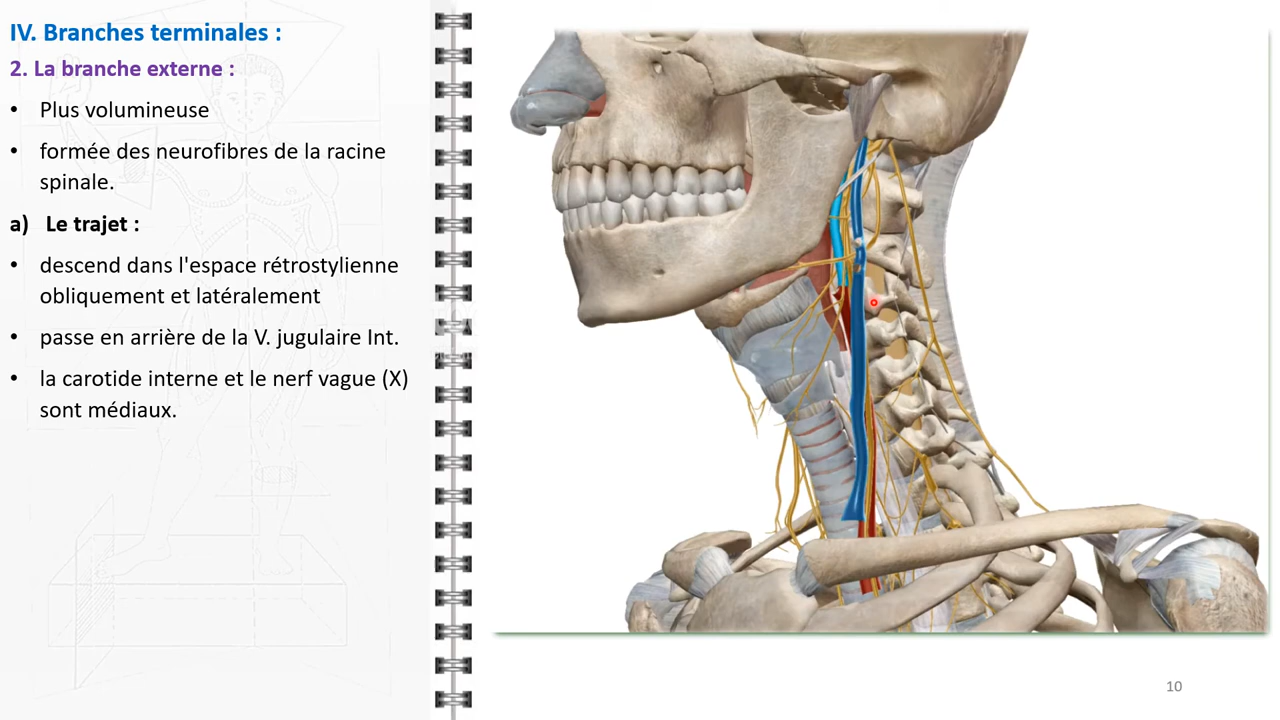 IV. Branches terminales :
2. La branche externe :
• Plus volumineuse
• formée des neurofibres de la racine
spinale.
a) Le trajet :
• descend dans l'espace rétrostylienne
obliquement et latéralement
• passe en arrière de la V. jugulaire Int.
• la carotide interne et le nerf vague (X)
sont médiaux.
10